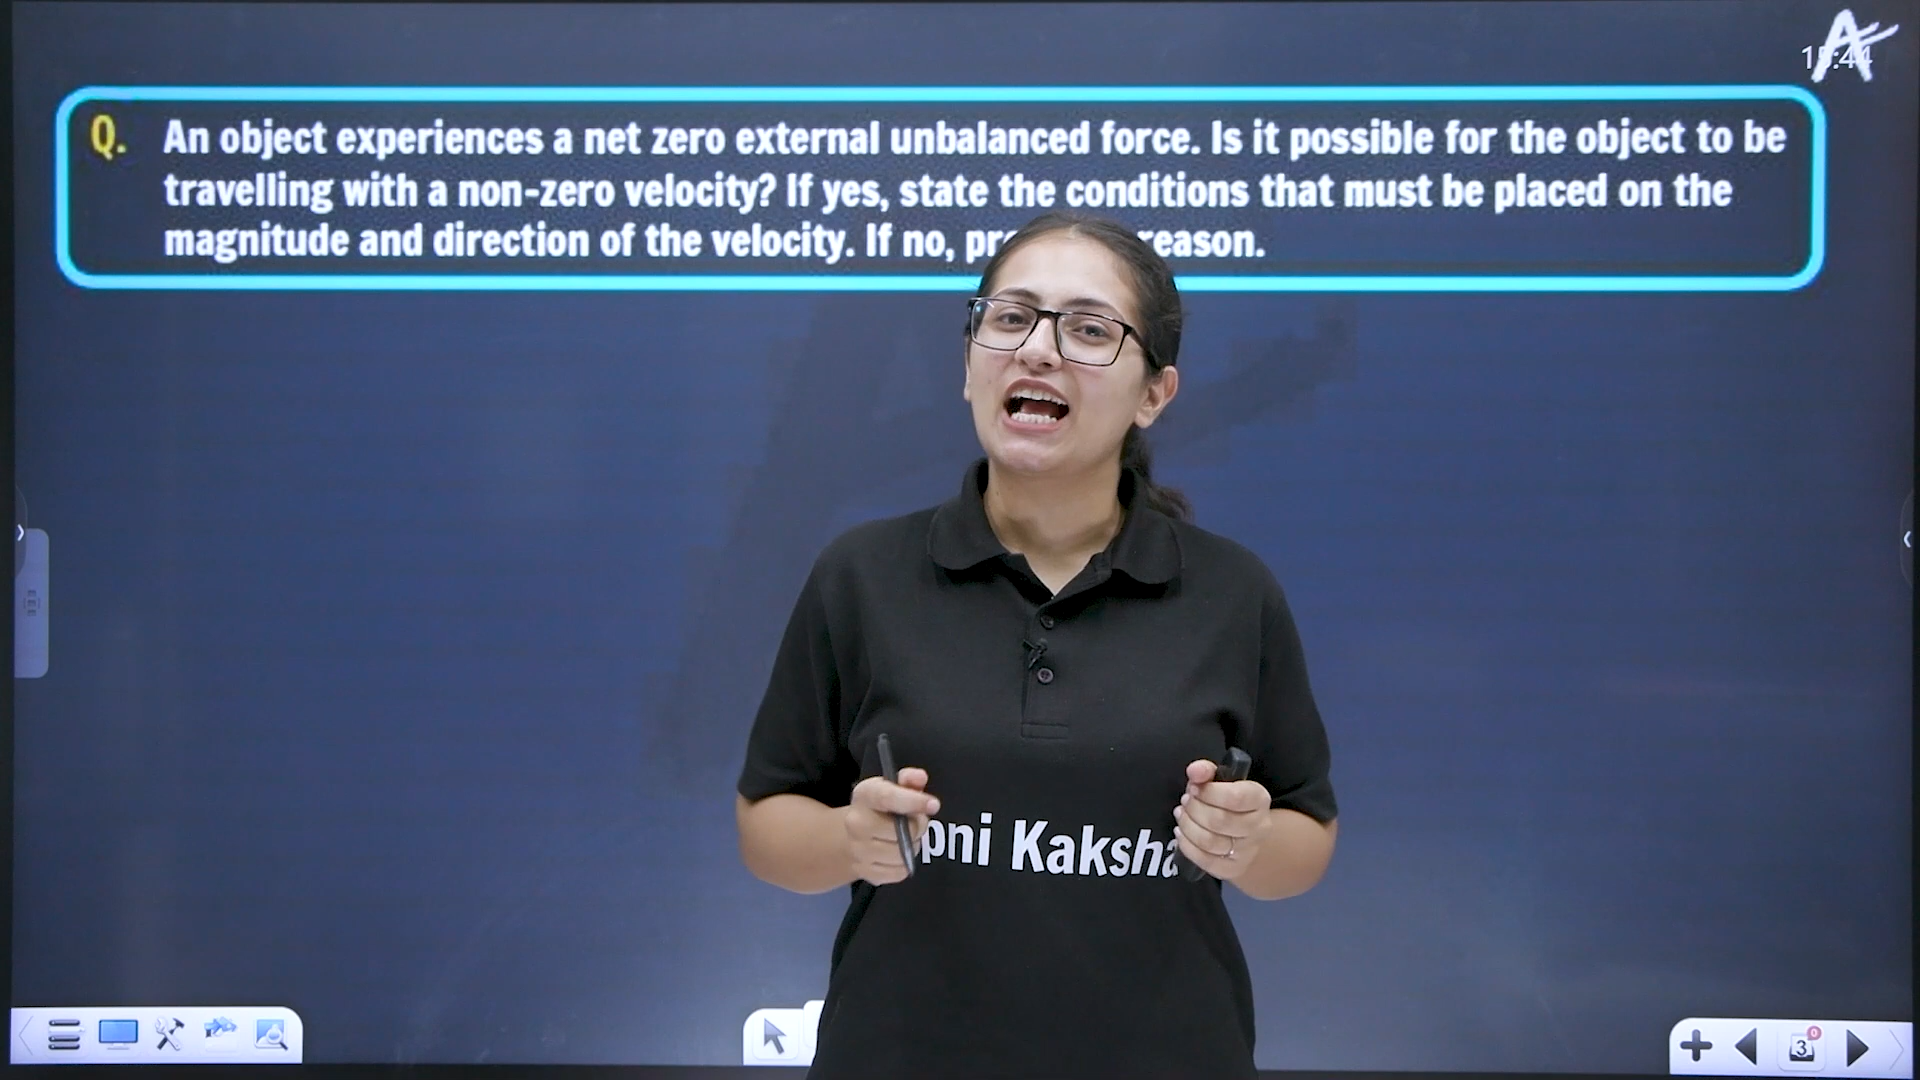 Q. An object experiences a net zero external unbalanced force. Is it possible for the object to be
travelling with a non-zero velocity? If yes, state the conditions that must be placed on the
magnitude and direction of the velocity. If no, reason.
pni Kaksha
3
0